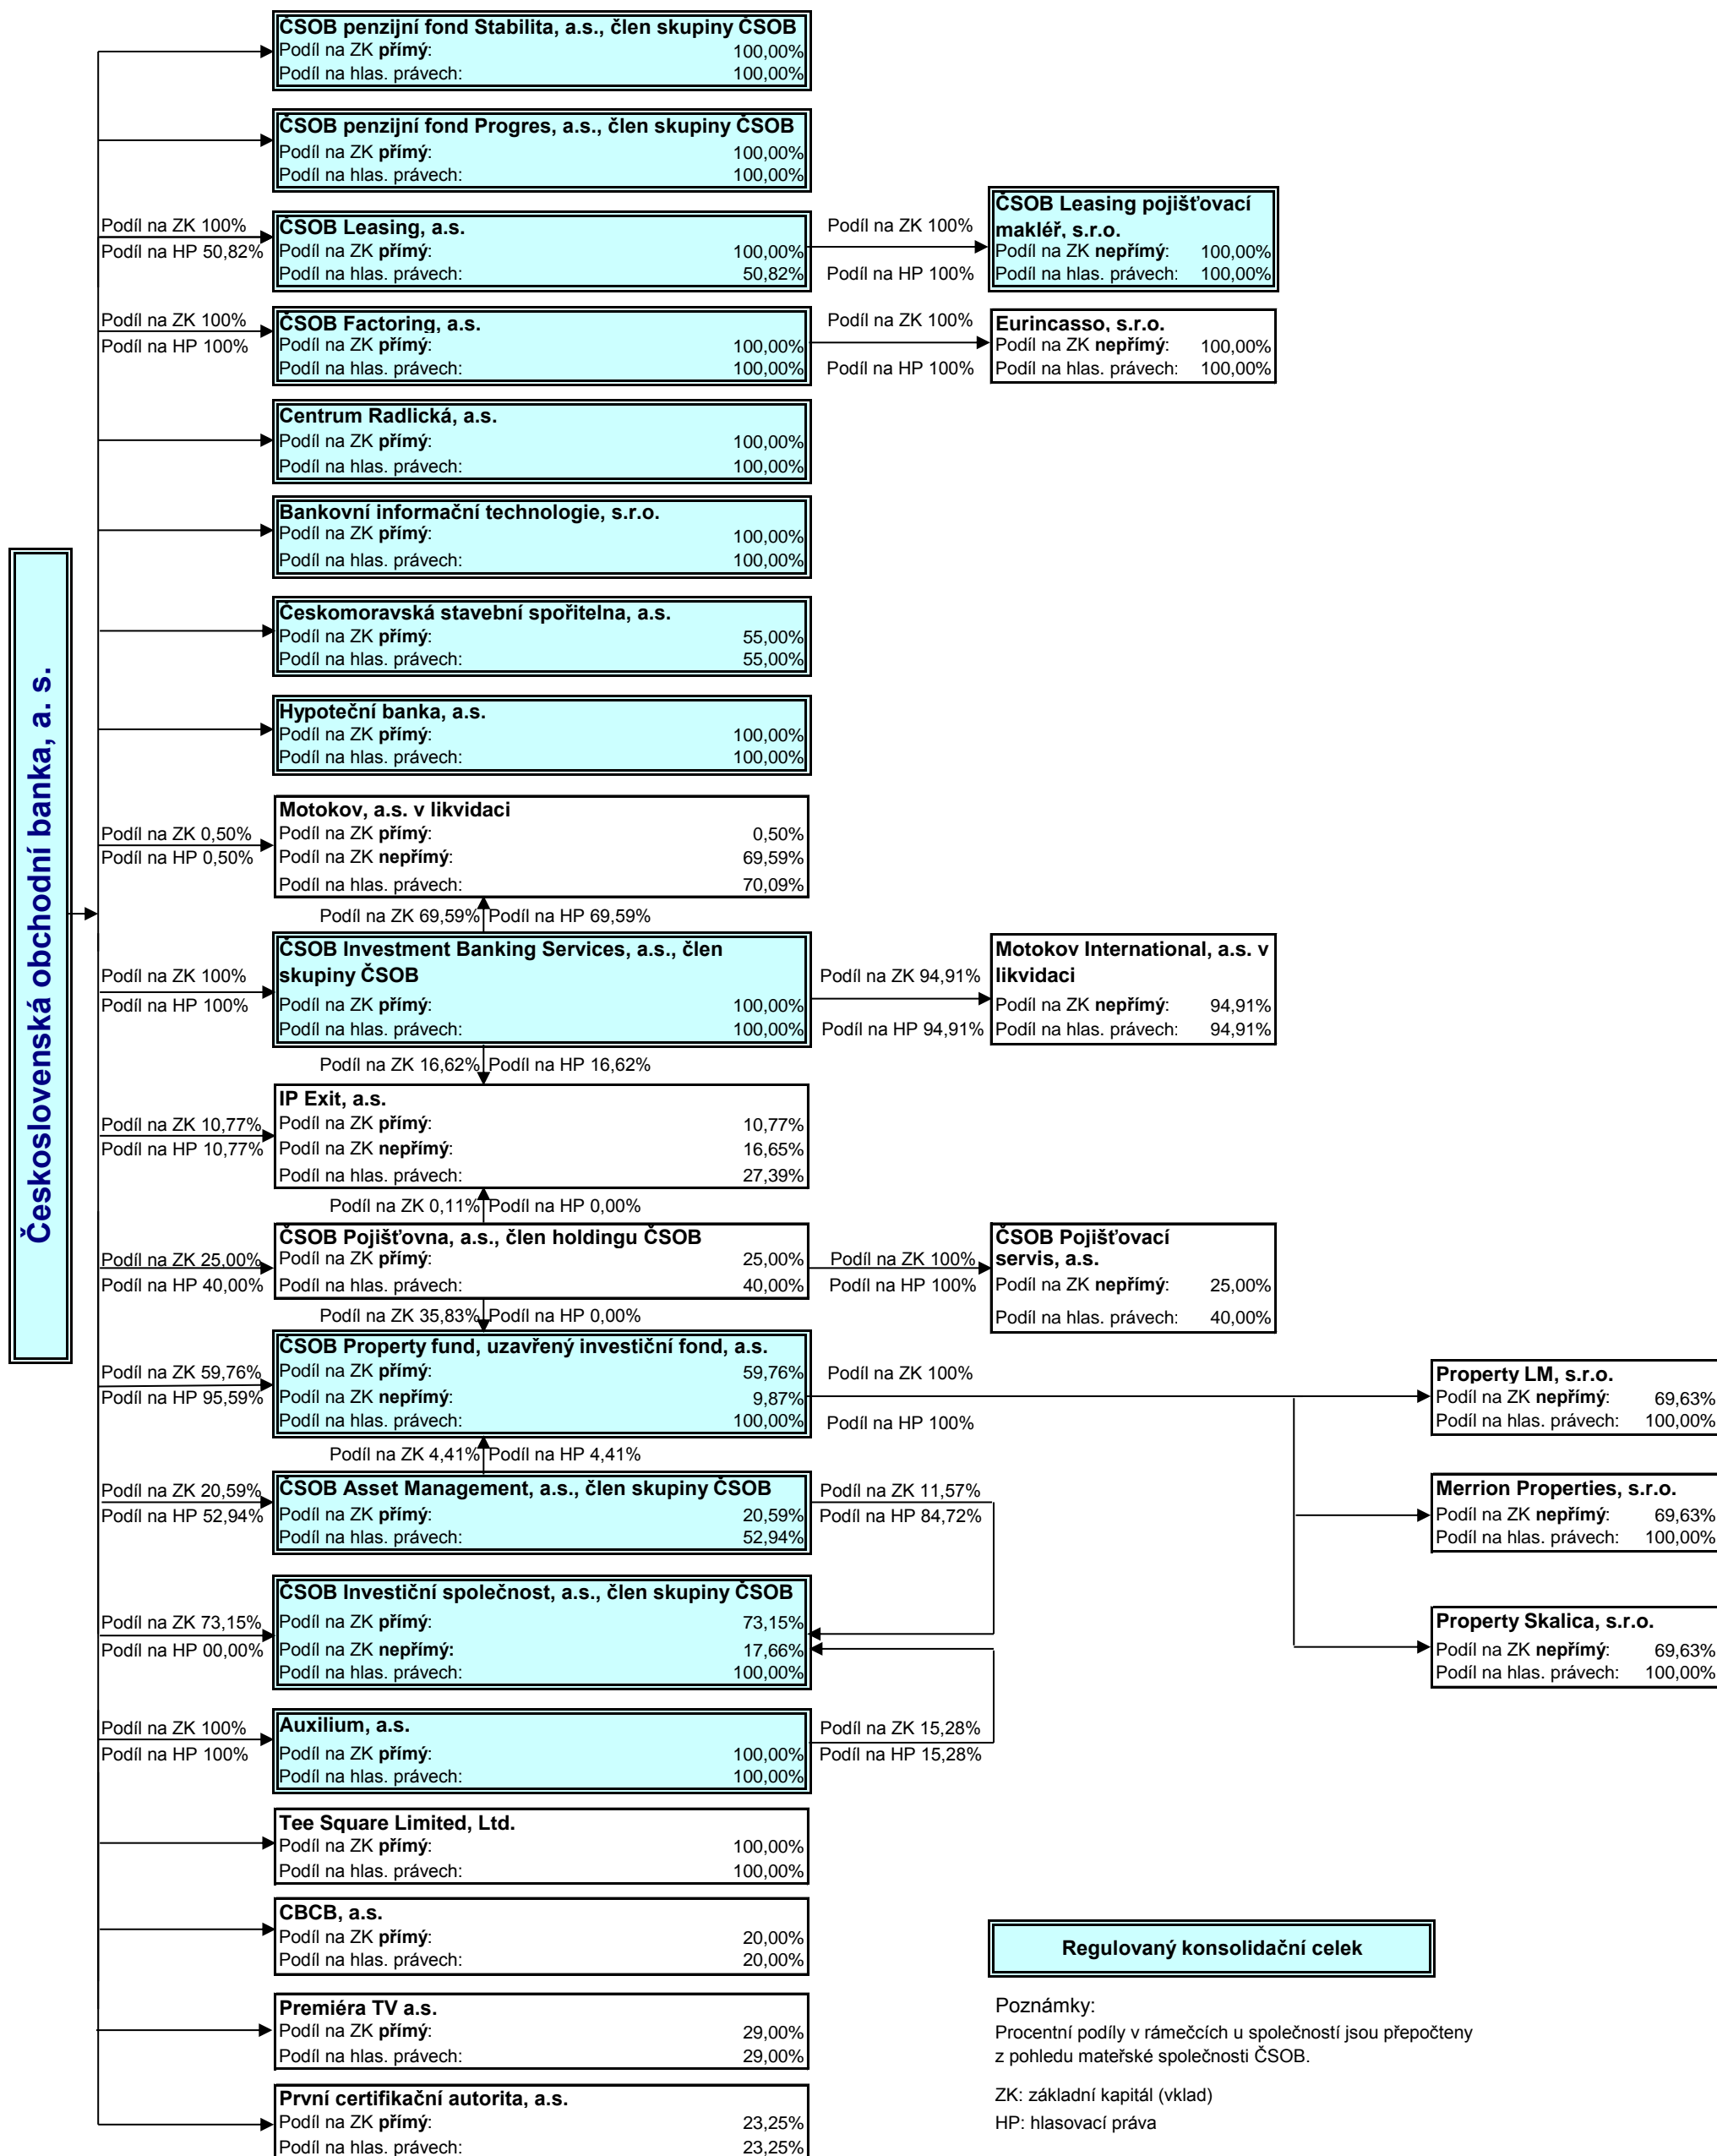 Československá obchodní banka, a. s.
ČSOB penzijní fond Stabilita, a.s., člen skupiny ČSOB
Podíl na ZK přímý: 100,00%
Podíl na hlas. právech: 100,00%
ČSOB penzijní fond Progres, a.s., člen skupiny ČSOB
Podíl na ZK přímý: 100,00%
Podíl na hlas. právech: 100,00%
Podíl na ZK 100%
Podíl na HP 50,82%
ČSOB Leasing, a.s.
Podíl na ZK přímý: 100,00%
Podíl na hlas. právech: 50,82%
Podíl na ZK 100%
Podíl na HP 100%
ČSOB Leasing pojišťovací
makléř, s.r.o.
Podíl na ZK nepřímý: 100,00%
Podíl na hlas. právech: 100,00%
Podíl na ZK 100%
Podíl na HP 100%
ČSOB Factoring, a.s.
Podíl na ZK přímý: 100,00%
Podíl na hlas. právech: 100,00%
Podíl na ZK 100%
Podíl na HP 100%
Eurincasso, s.r.o.
Podíl na ZK nepřímý: 100,00%
Podíl na hlas. právech: 100,00%
Centrum Radlická, a.s.
Podíl na ZK přímý: 100,00%
Podíl na hlas. právech: 100,00%
Bankovní informační technologie, s.r.o.
Podíl na ZK přímý: 100,00%
Podíl na hlas. právech: 100,00%
Českomoravská stavební spořitelna, a.s.
Podíl na ZK přímý: 55,00%
Podíl na hlas. právech: 55,00%
Hypoteční banka, a.s.
Podíl na ZK přímý: 100,00%
Podíl na hlas. právech: 100,00%
Podíl na ZK 0,50%
Podíl na HP 0,50%
Motokov, a.s. v likvidaci
Podíl na ZK přímý: 0,50%
Podíl na ZK nepřímý: 69,59%
Podíl na hlas. právech: 70,09%
Podíl na ZK 69,59% Podíl na HP 69,59%
Podíl na ZK 100%
Podíl na HP 100%
ČSOB Investment Banking Services, a.s., člen
skupiny ČSOB
Podíl na ZK přímý: 100,00%
Podíl na hlas. právech: 100,00%
Podíl na ZK 94,91%
Podíl na HP 94,91%
Motokov International, a.s. v
likvidaci
Podíl na ZK nepřímý: 94,91%
Podíl na hlas. právech: 94,91%
Podíl na ZK 16,62% Podíl na HP 16,62%
Podíl na ZK 10,77%
Podíl na HP 10,77%
IP Exit, a.s.
Podíl na ZK přímý: 10,77%
Podíl na ZK nepřímý: 16,65%
Podíl na hlas. právech: 27,39%
Podíl na ZK 0,11% Podíl na HP 0,00%
Podíl na ZK 25,00%
Podíl na HP 40,00%
ČSOB Pojišťovna, a.s., člen holdingu ČSOB
Podíl na ZK přímý: 25,00%
Podíl na hlas. právech: 40,00%
Podíl na ZK 100%
Podíl na HP 100%
ČSOB Pojišťovací
servis, a.s.
Podíl na ZK nepřímý: 25,00%
Podíl na hlas. právech: 40,00%
Podíl na ZK 35,83% Podíl na HP 0,00%
Podíl na ZK 59,76%
Podíl na HP 95,59%
ČSOB Property fund, uzavřený investiční fond, a.s.
Podíl na ZK přímý: 59,76%
Podíl na ZK nepřímý: 9,87%
Podíl na hlas. právech: 100,00%
Podíl na ZK 100%
Podíl na HP 100%
Property LM, s.r.o.
Podíl na ZK nepřímý: 69,63%
Podíl na hlas. právech: 100,00%
Podíl na ZK 4,41% Podíl na HP 4,41%
Podíl na ZK 20,59%
Podíl na HP 52,94%
ČSOB Asset Management, a.s., člen skupiny ČSOB
Podíl na ZK přímý: 20,59%
Podíl na hlas. právech: 52,94%
Podíl na ZK 11,57%
Podíl na HP 84,72%
Merrion Properties, s.r.o.
Podíl na ZK nepřímý: 69,63%
Podíl na hlas. právech: 100,00%
Podíl na ZK 73,15%
Podíl na HP 00,00%
ČSOB Investiční společnost, a.s., člen skupiny ČSOB
Podíl na ZK přímý: 73,15%
Podíl na ZK nepřímý: 17,66%
Podíl na hlas. právech: 100,00%
Property Skalica, s.r.o.
Podíl na ZK nepřímý: 69,63%
Podíl na hlas. právech: 100,00%
Podíl na ZK 100%
Podíl na HP 100%
Auxilium, a.s.
Podíl na ZK přímý: 100,00%
Podíl na hlas. právech: 100,00%
Podíl na ZK 15,28%
Podíl na HP 15,28%
Tee Square Limited, Ltd.
Podíl na ZK přímý: 100,00%
Podíl na hlas. právech: 100,00%
CBCB, a.s.
Podíl na ZK přímý: 20,00%
Podíl na hlas. právech: 20,00%
Premiéra TV a.s.
Podíl na ZK přímý: 29,00%
Podíl na hlas. právech: 29,00%
První certifikační autorita, a.s.
Podíl na ZK přímý: 23,25%
Podíl na hlas. právech: 23,25%
Regulovaný konsolidační celek
Poznámky:
Procentní podíly v rámečcích u společností jsou přepočteny
z pohledu mateřské společnosti ČSOB.
ZK: základní kapitál (vklad)
HP: hlasovací práva